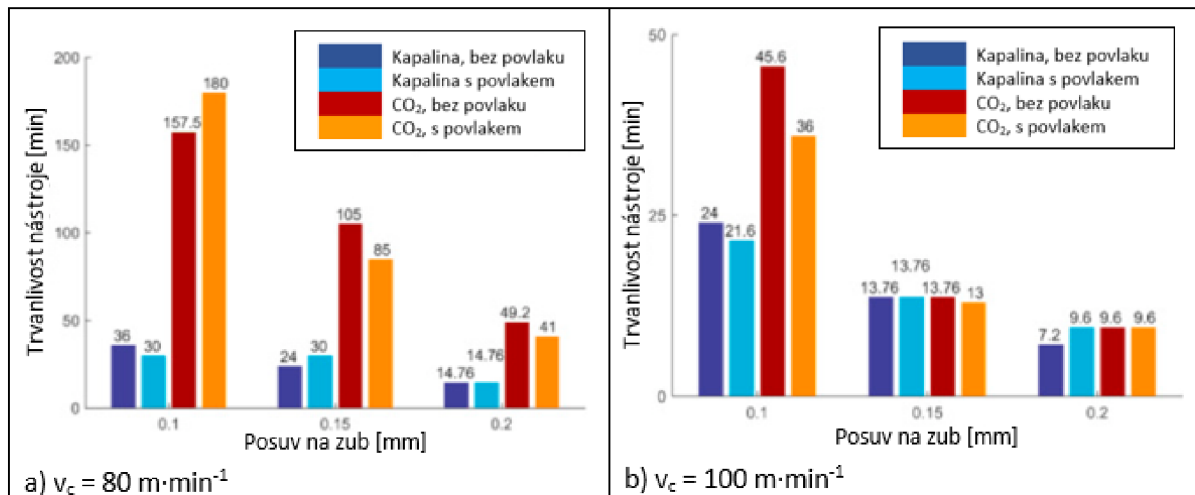 200
150
100
50
0
Trvanlivost nástroje [min]
Kapalina, bez povlaku
Kapalina s povlakem
CO₂, bez povlaku
CO₂, s povlakem
36
30
157.5
180
24
30
105
85
14.76
14.76
49.2
41
0.1
0.15
0.2
Posuv na zub [mm]
a) v꜀ = 80 m·min⁻¹
50
25
0
Trvanlivost nástroje [min]
Kapalina, bez povlaku
Kapalina s povlakem
CO₂, bez povlaku
CO₂, s povlakem
24
21.6
45.6
36
13.76
13.76
13.76
13
7.2
9.6
9.6
9.6
0.1
0.15
0.2
Posuv na zub [mm]
b) v꜀ = 100 m·min⁻¹